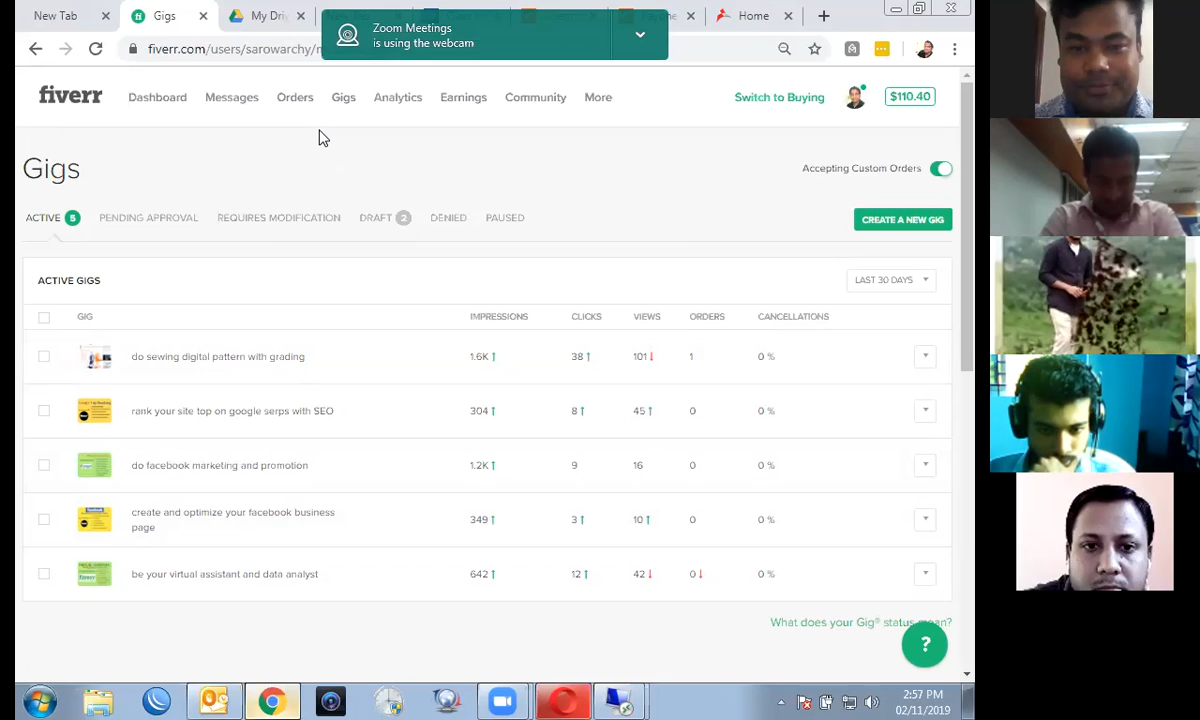 New Tab
Gigs
My Dri
Home
Zoom Meetings
is using the webcam
fiverr.com/users/sarowarchy/
fiverr
Dashboard
Messages
Orders
Gigs
Analytics
Earnings
Community
More
Switch to Buying
$110.40
Gigs
Accepting Custom Orders
ACTIVE 5
PENDING APPROVAL
REQUIRES MODIFICATION
DRAFT 2
DENIED
PAUSED
CREATE A NEW GIG
ACTIVE GIGS
LAST 30 DAYS
GIG IMPRESSIONS CLICKS VIEWS ORDERS CANCELLATIONS
do sewing digital pattern with grading 1.6K 38 101 1 0 %
rank your site top on google serps with SEO 304 8 45 0 0 %
do facebook marketing and promotion 1.2K 9 16 0 0 %
create and optimize your facebook business
page
349 3 10 0 0 %
be your virtual assistant and data analyst 642 12 42 0 0 %
What does your Gig® status mean?
?
2:57 PM
02/11/2019